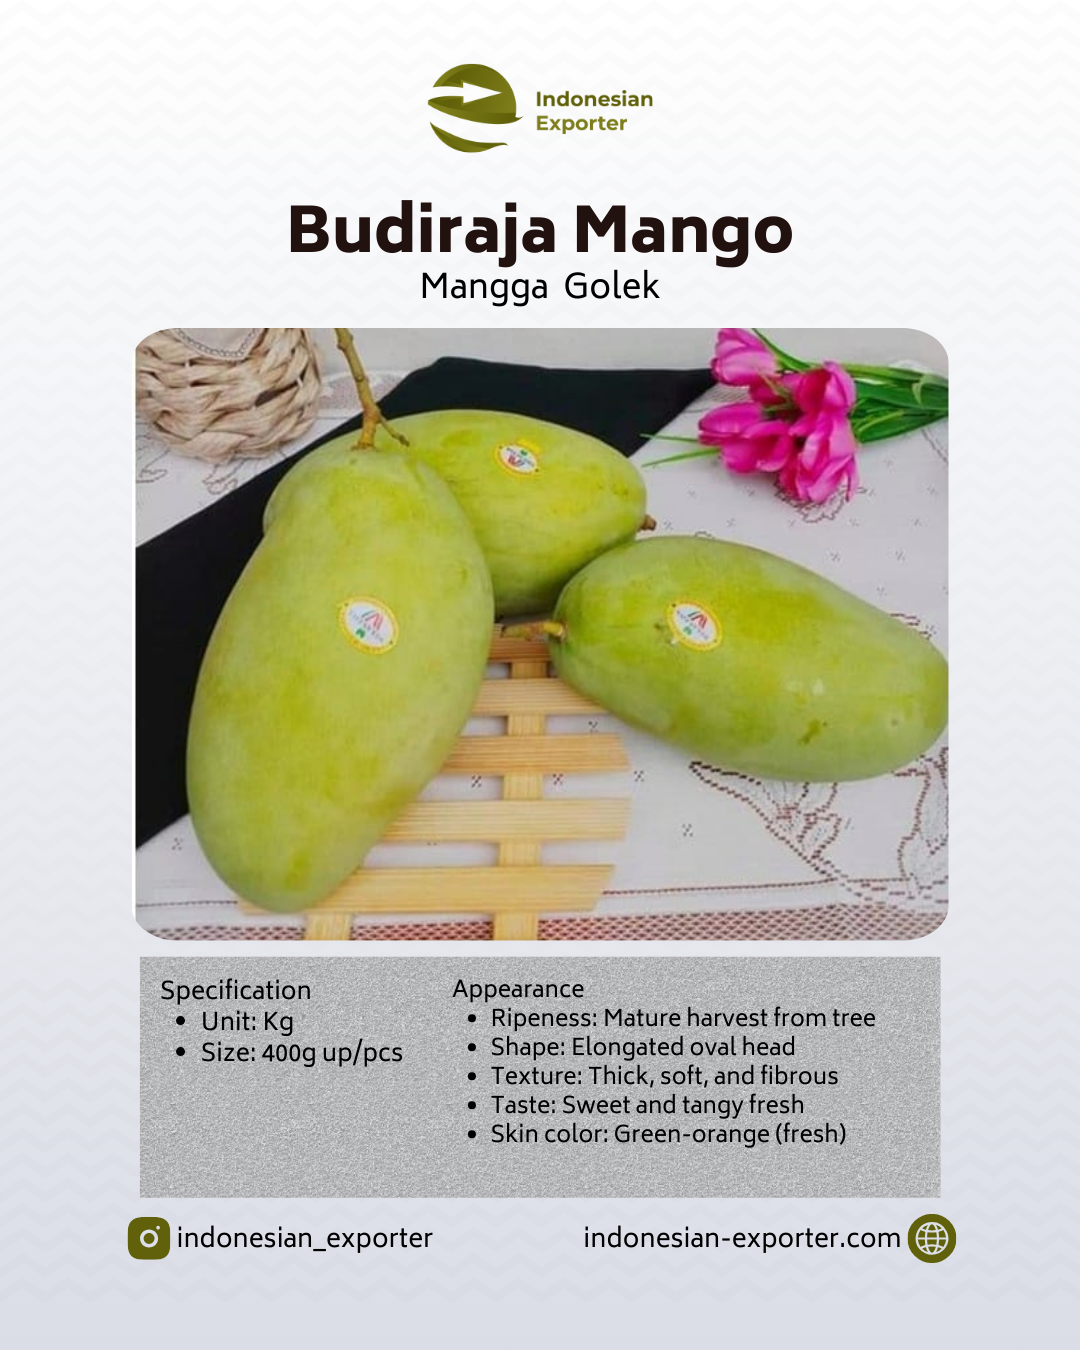 Indonesian
Exporter
Budiraja Mango
Mangga Golek
Specification
• Unit: Kg
• Size: 400g up/pcs
Appearance
• Ripeness: Mature harvest from tree
• Shape: Elongated oval head
• Texture: Thick, soft, and fibrous
• Taste: Sweet and tangy fresh
• Skin color: Green-orange (fresh)
indonesian_exporter
indonesian-exporter.com